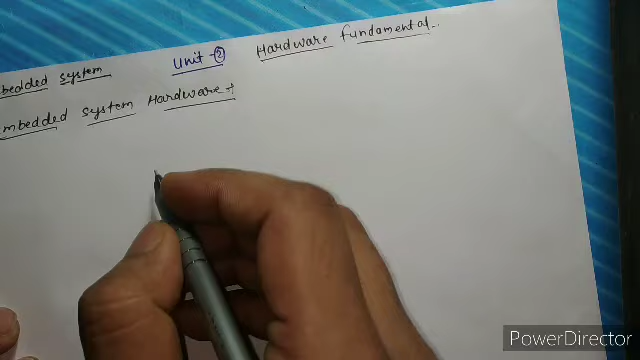 bedded system Unit-② Hardware fundamental..
mbedded system Hardware :-
PowerDirector